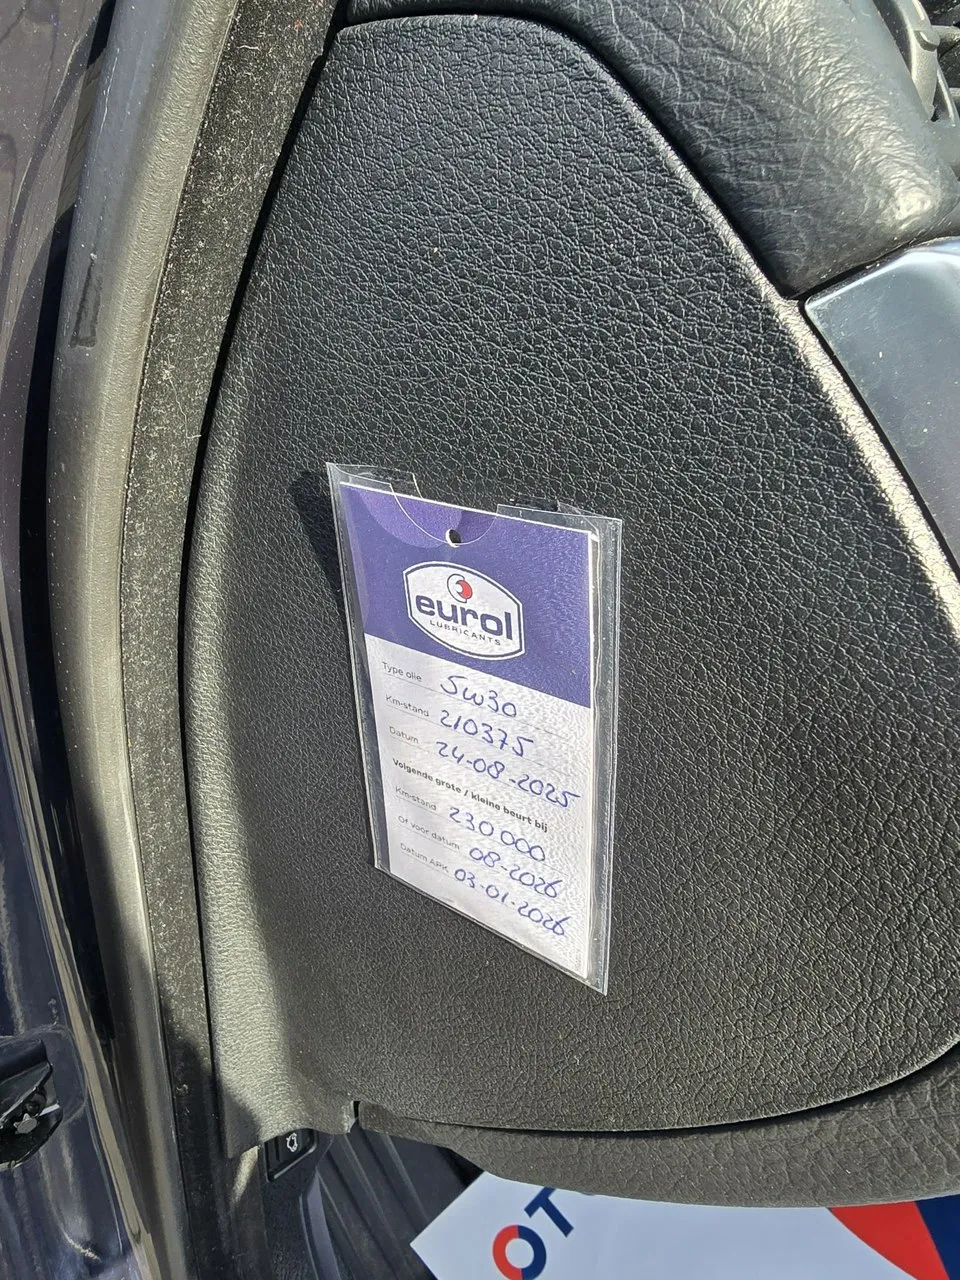 eurol
LUBRICANTS
Type olie 5W30
Km-stand 210375
Datum 24-08-2025
Volgende grote / kleine beurt bij
Km-stand 230 000
Of voor datum 08-2026
Datum APK 03-01-2026
OT